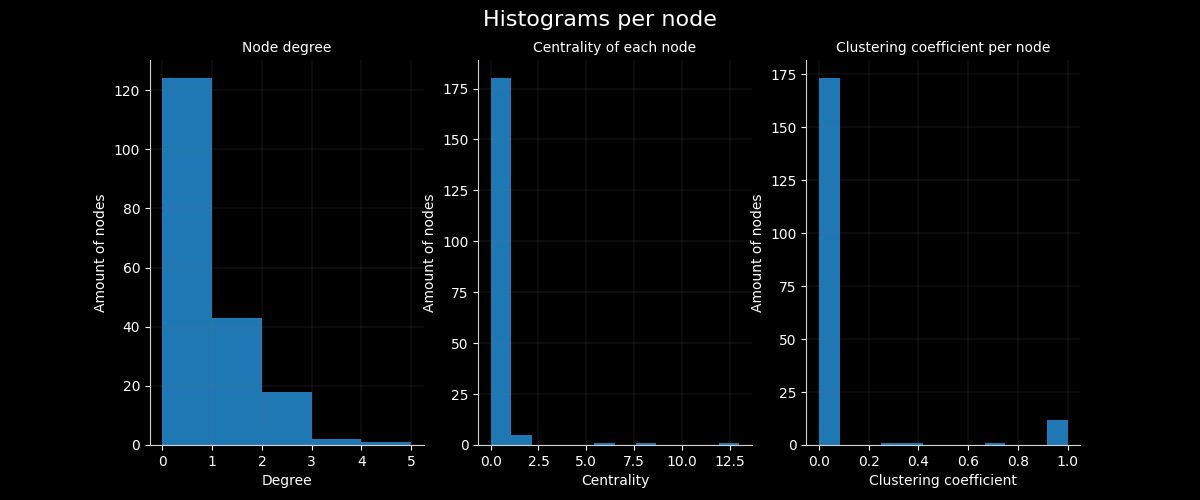 Histograms per node
Node degree
120
100
80
60
40
20
0
Amount of nodes
0 1 2 3 4 5
Degree
Centrality of each node
175
150
125
100
75
50
25
0
Amount of nodes
0.0 2.5 5.0 7.5 10.0 12.5
Centrality
Clustering coefficient per node
175
150
125
100
75
50
25
0
Amount of nodes
0.0 0.2 0.4 0.6 0.8 1.0
Clustering coefficient